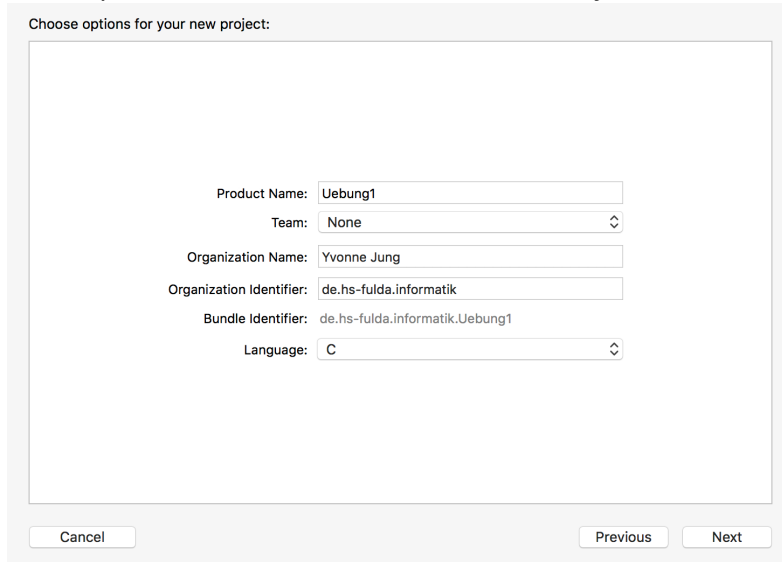 Choose options for your new project:
Product Name: Uebung1
Team: None
Organization Name: Yvonne Jung
Organization Identifier: de.hs-fulda.informatik
Bundle Identifier: de.hs-fulda.informatik.Uebung1
Language: C
Cancel Previous Next